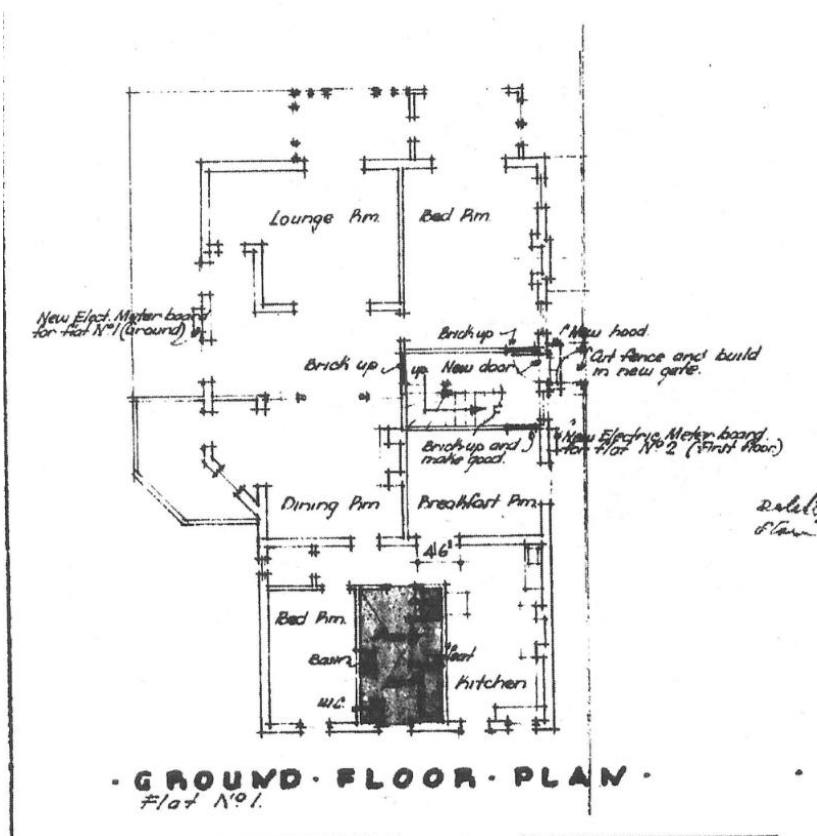 Lounge Rm.
Bed Rm.
New Elect. Meter board
for flat Nº1 (Ground)
Brick up
New hood.
Cut fence and build
in new gate.
Brick up
up
New door
Brick up and
make good.
New Electric Meter board
for flat Nº 2 (First floor)
Dining Rm
Breakfast Rm.
4'6"
Bed Rm.
Basin
Seat
W.C.
Kitchen
· GROUND · FLOOR · PLAN ·
Flat Nº1.